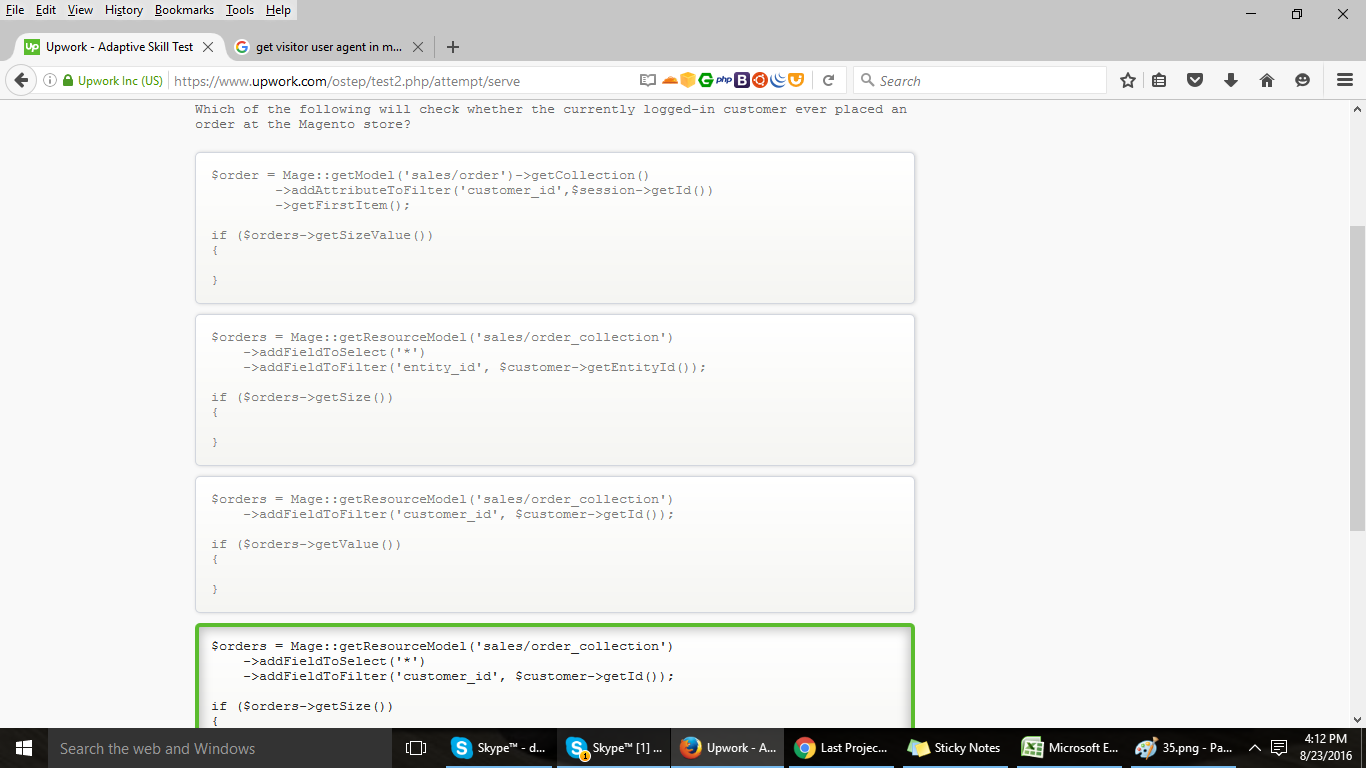 File Edit View History Bookmarks Tools Help
Upwork - Adaptive Skill Test
get visitor user agent in m...
Upwork Inc (US)
https://www.upwork.com/ostep/test2.php/attempt/serve
php
Search
Which of the following will check whether the currently logged-in customer ever placed an
order at the Magento store?
$order = Mage::getModel('sales/order')->getCollection()
->addAttributeToFilter('customer_id',$session->getId())
->getFirstItem();
if ($orders->getSizeValue())
{
}
$orders = Mage::getResourceModel('sales/order_collection')
->addFieldToSelect('*')
->addFieldToFilter('entity_id', $customer->getEntityId());
if ($orders->getSize())
{
}
$orders = Mage::getResourceModel('sales/order_collection')
->addFieldToFilter('customer_id', $customer->getId());
if ($orders->getValue())
{
}
$orders = Mage::getResourceModel('sales/order_collection')
->addFieldToSelect('*')
->addFieldToFilter('customer_id', $customer->getId());
if ($orders->getSize())
{
Search the web and Windows
Skype™ - d...
Skype™ [1] ...
Upwork - A...
Last Projec...
Sticky Notes
Microsoft E...
35.png - Pa...
4:12 PM
8/23/2016